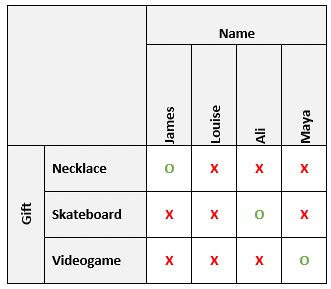 Name
James Louise Ali Maya
Gift
Necklace O X X X
Skateboard X X O X
Videogame X X X O